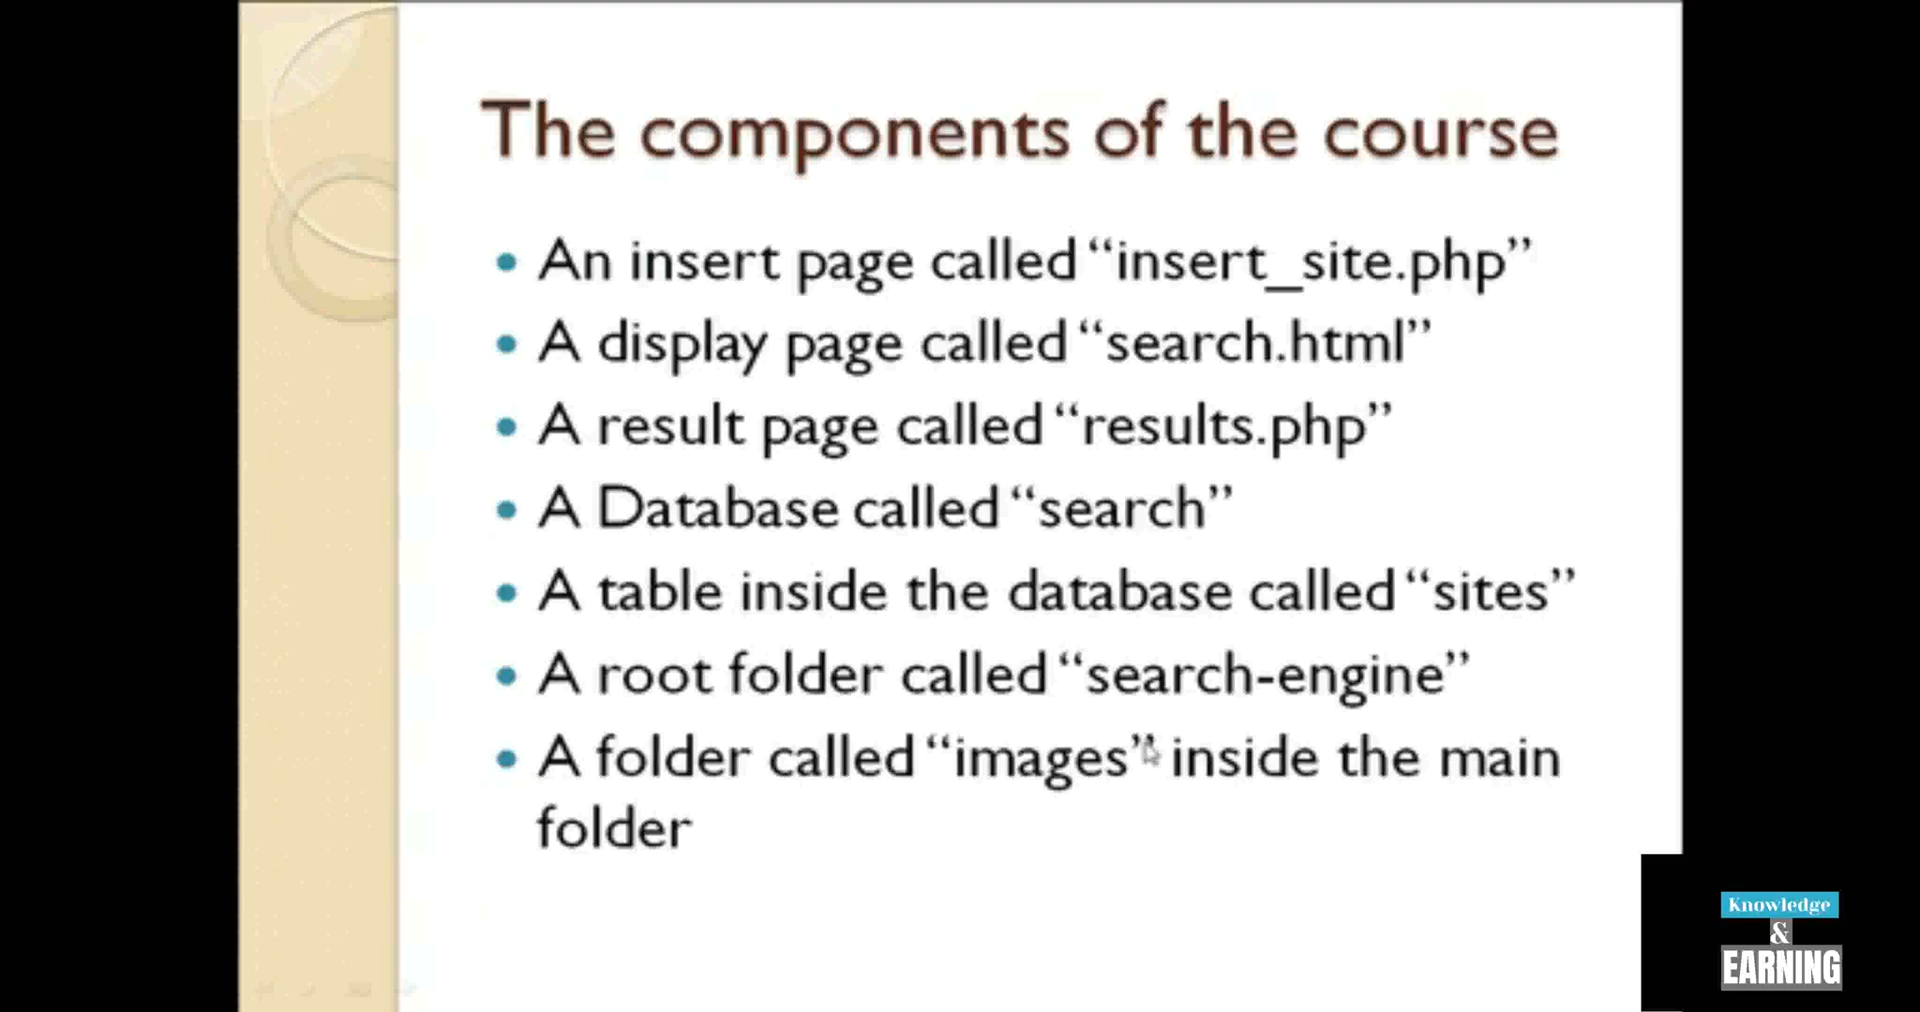 The components of the course
• An insert page called “insert_site.php”
• A display page called “search.html”
• A result page called “results.php”
• A Database called “search”
• A table inside the database called “sites”
• A root folder called “search-engine”
• A folder called “images” inside the main
folder
Knowledge
&
EARNING